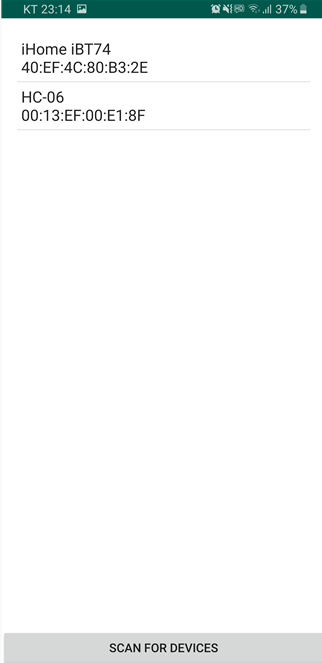 KT 23:14 37%
iHome iBT74
40:EF:4C:80:B3:2E
HC-06
00:13:EF:00:E1:8F
SCAN FOR DEVICES